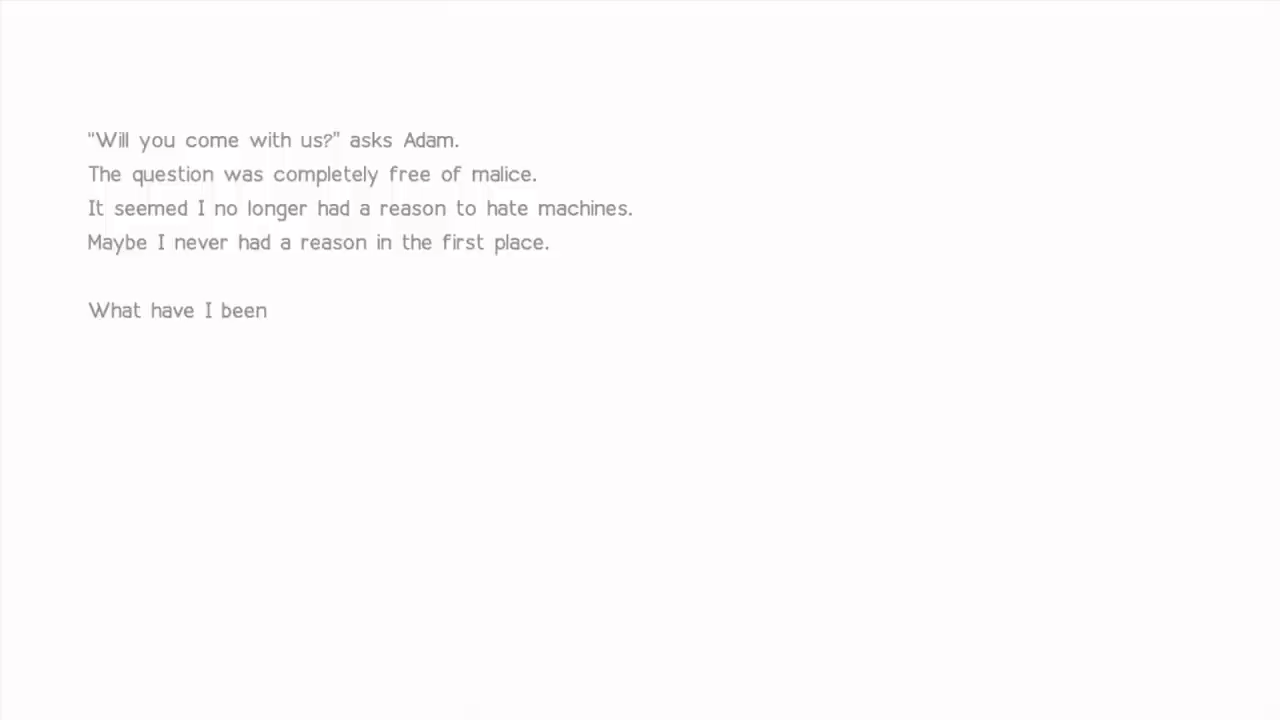 "Will you come with us?" asks Adam.
The question was completely free of malice.
It seemed I no longer had a reason to hate machines.
Maybe I never had a reason in the first place.
What have I been